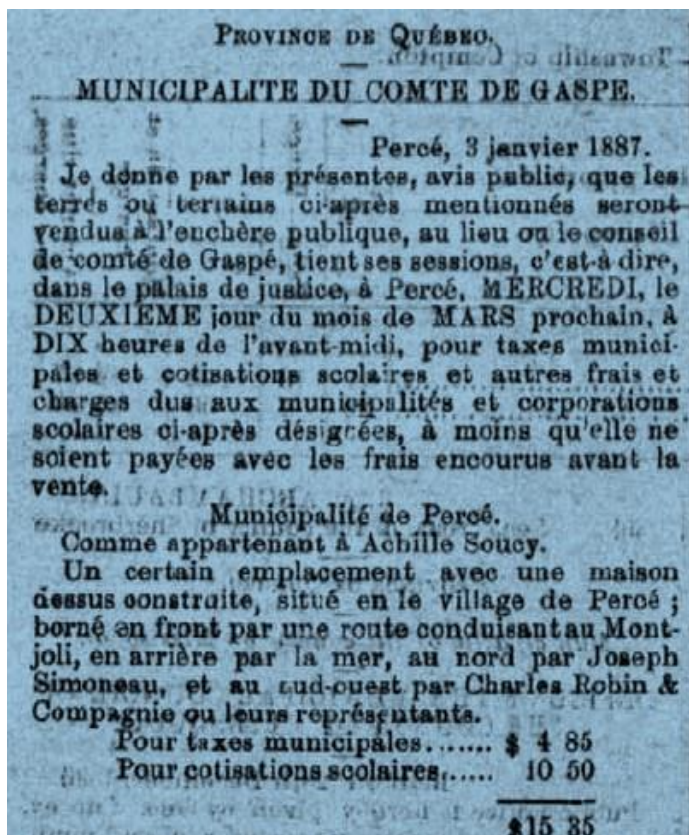 PROVINCE DE QUÉBEC.
MUNICIPALITE DU COMTE DE GASPE.
Percé, 3 janvier 1887.
Je donne par les présentes, avis public, que les
terres ou terrains ci-après mentionnés seront
vendus à l'enchère publique, au lieu ou le conseil
de comté de Gaspé, tient ses sessions, c'est-à-dire,
dans le palais de justice, à Percé, MERCREDI, le
DEUXIÈME jour du mois de MARS prochain, à
DIX heures de l'avant-midi, pour taxes munici-
pales et cotisations scolaires et autres frais et
charges dus aux municipalités et corporations
scolaires ci-après désignées, à moins qu'elle ne
soient payées avec les frais encourus avant la
vente.
Municipalité de Percé.
Comme appartenant à Achille Soucy.
Un certain emplacement avec une maison
dessus construite, situé en le village de Percé ;
borné en front par une route conduisant au Mont-
joli, en arrière par la mer, au nord par Joseph
Simoneau, et au sud-ouest par Charles Robin &
Compagnie ou leurs représentants.
Pour taxes municipales....... $ 4 85
Pour cotisations scolaires...... 10 50
$15 35